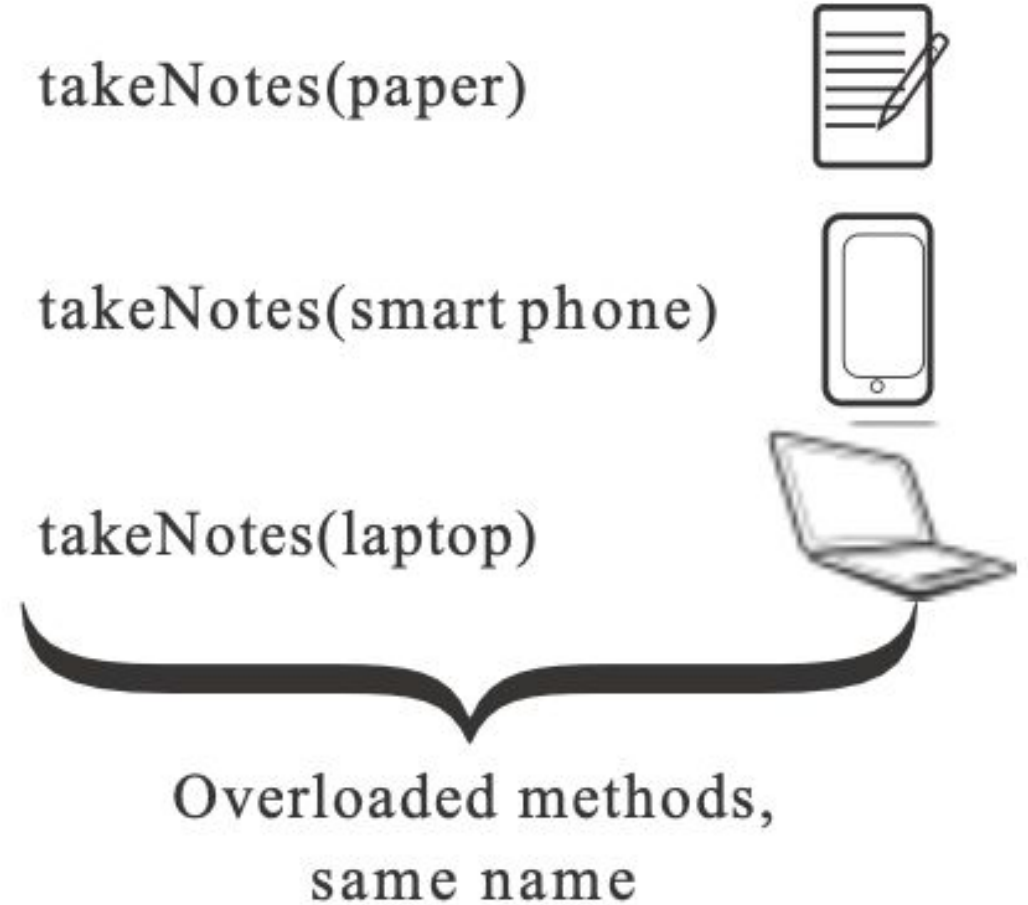 takeNotes(paper)
takeNotes(smart phone)
takeNotes(laptop)
Overloaded methods,
same name